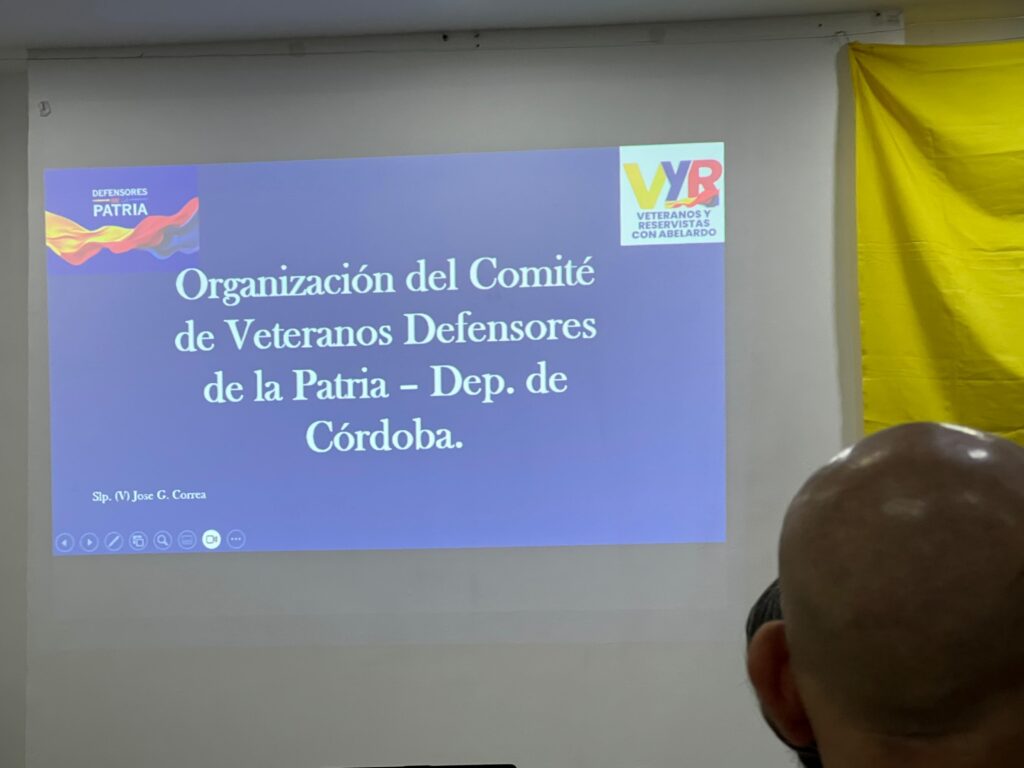 DEFENSORES
PATRIA
VYR
VETERANOS Y
RESERVISTAS
CON ABELARDO
Organización del Comité
de Veteranos Defensores
de la Patria – Dep. de
Córdoba.
Slp. (V) Jose G. Correa